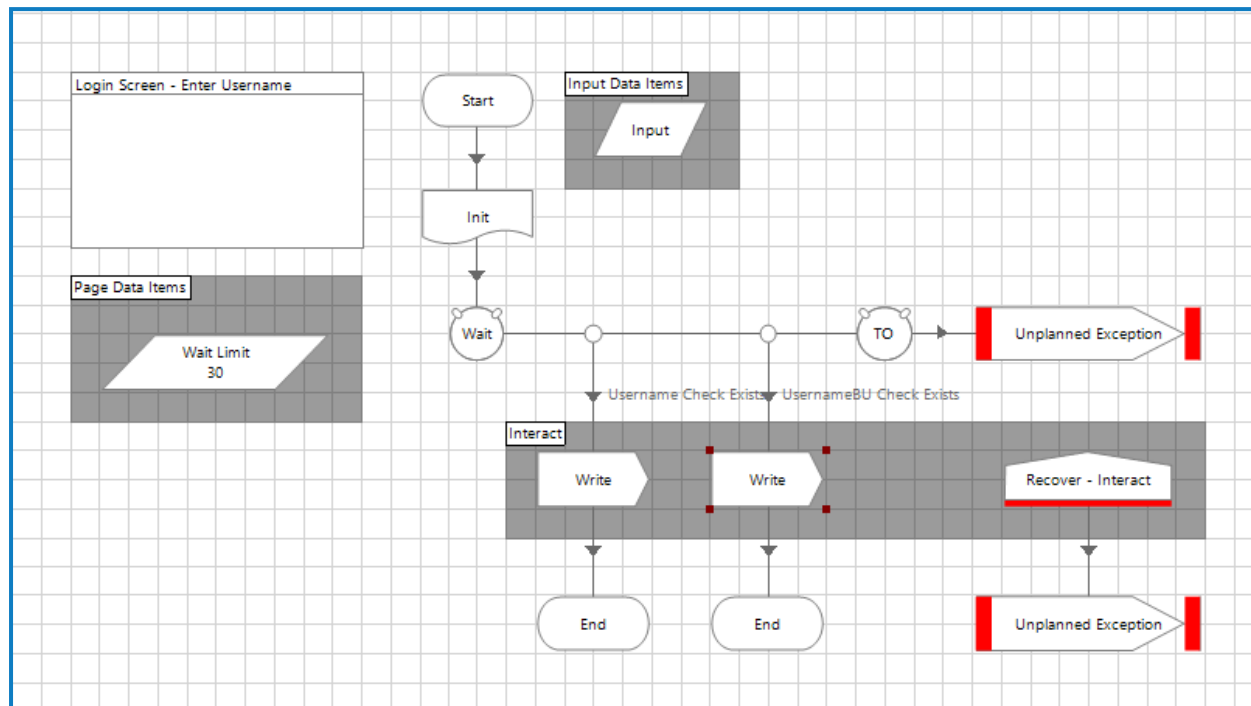 Login Screen - Enter Username
Start
Input Data Items
Input
Init
Page Data Items
Wait Limit
30
Wait
TO
Unplanned Exception
Username Check Exists
UsernameBU Check Exists
Interact
Write
Write
Recover - Interact
End
End
Unplanned Exception